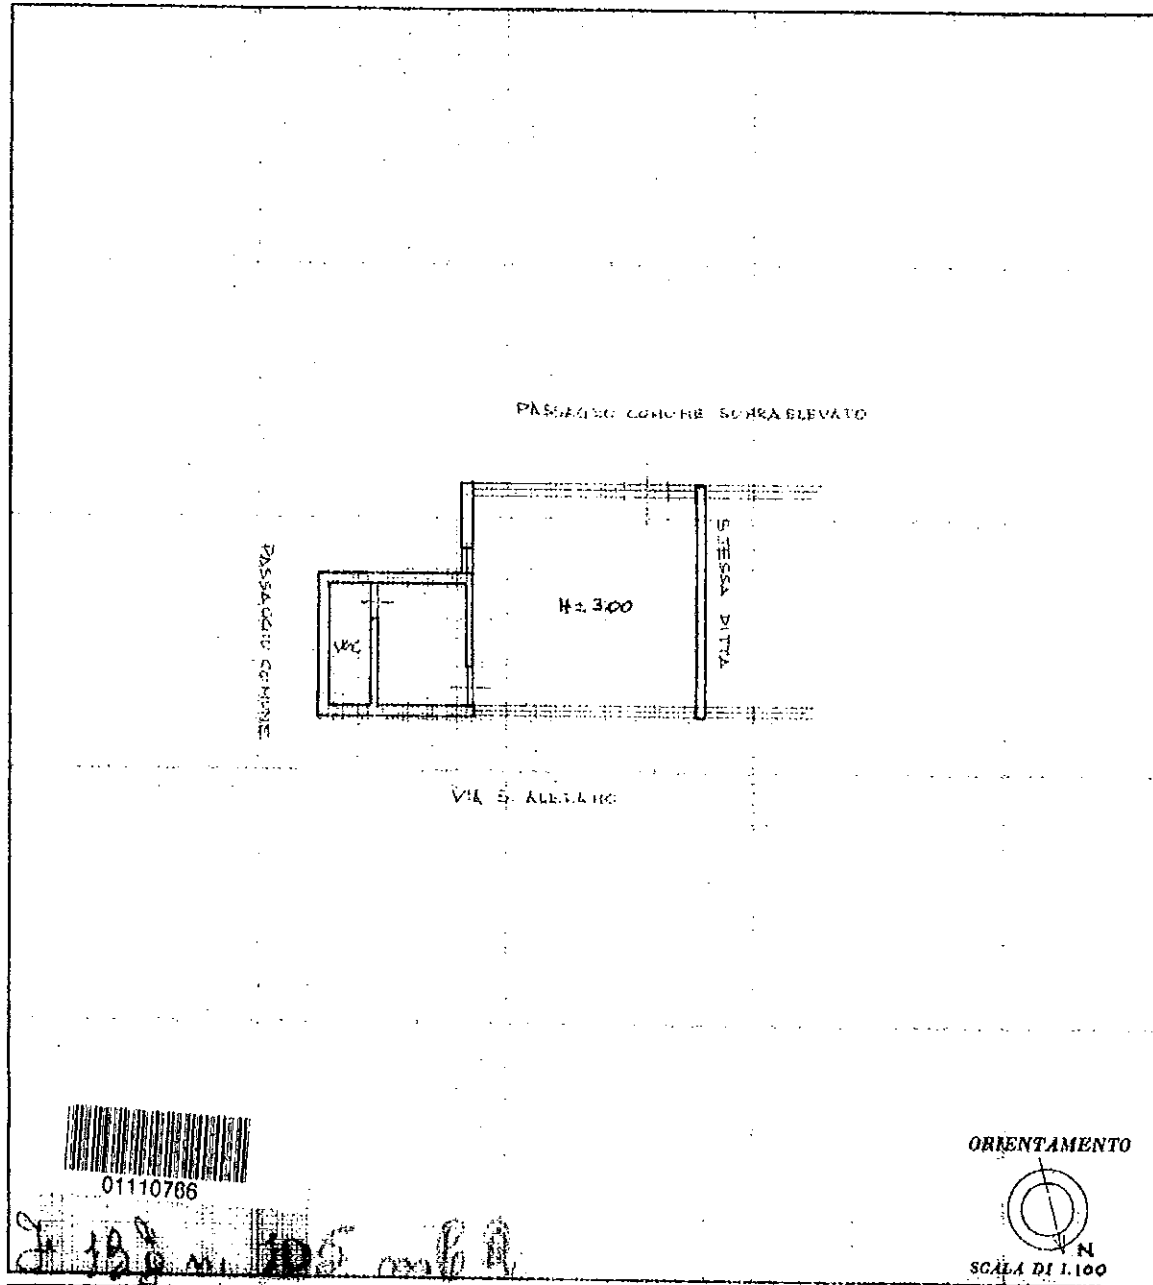 PASSAGGIO COMUNE SOPRAELEVATO
STESSA DITTA
H = 3.00
WC
PASSAGGIO COMUNE
VIA S.
01110766
ORIENTAMENTO
N
SCALA DI 1:100